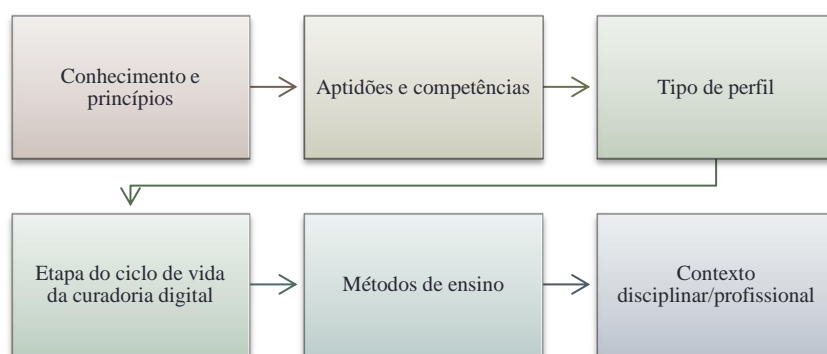 Conhecimento e
princípios
Aptidões e competências
Tipo de perfil
Etapa do ciclo de vida
da curadoria digital
Métodos de ensino
Contexto
disciplinar/profissional